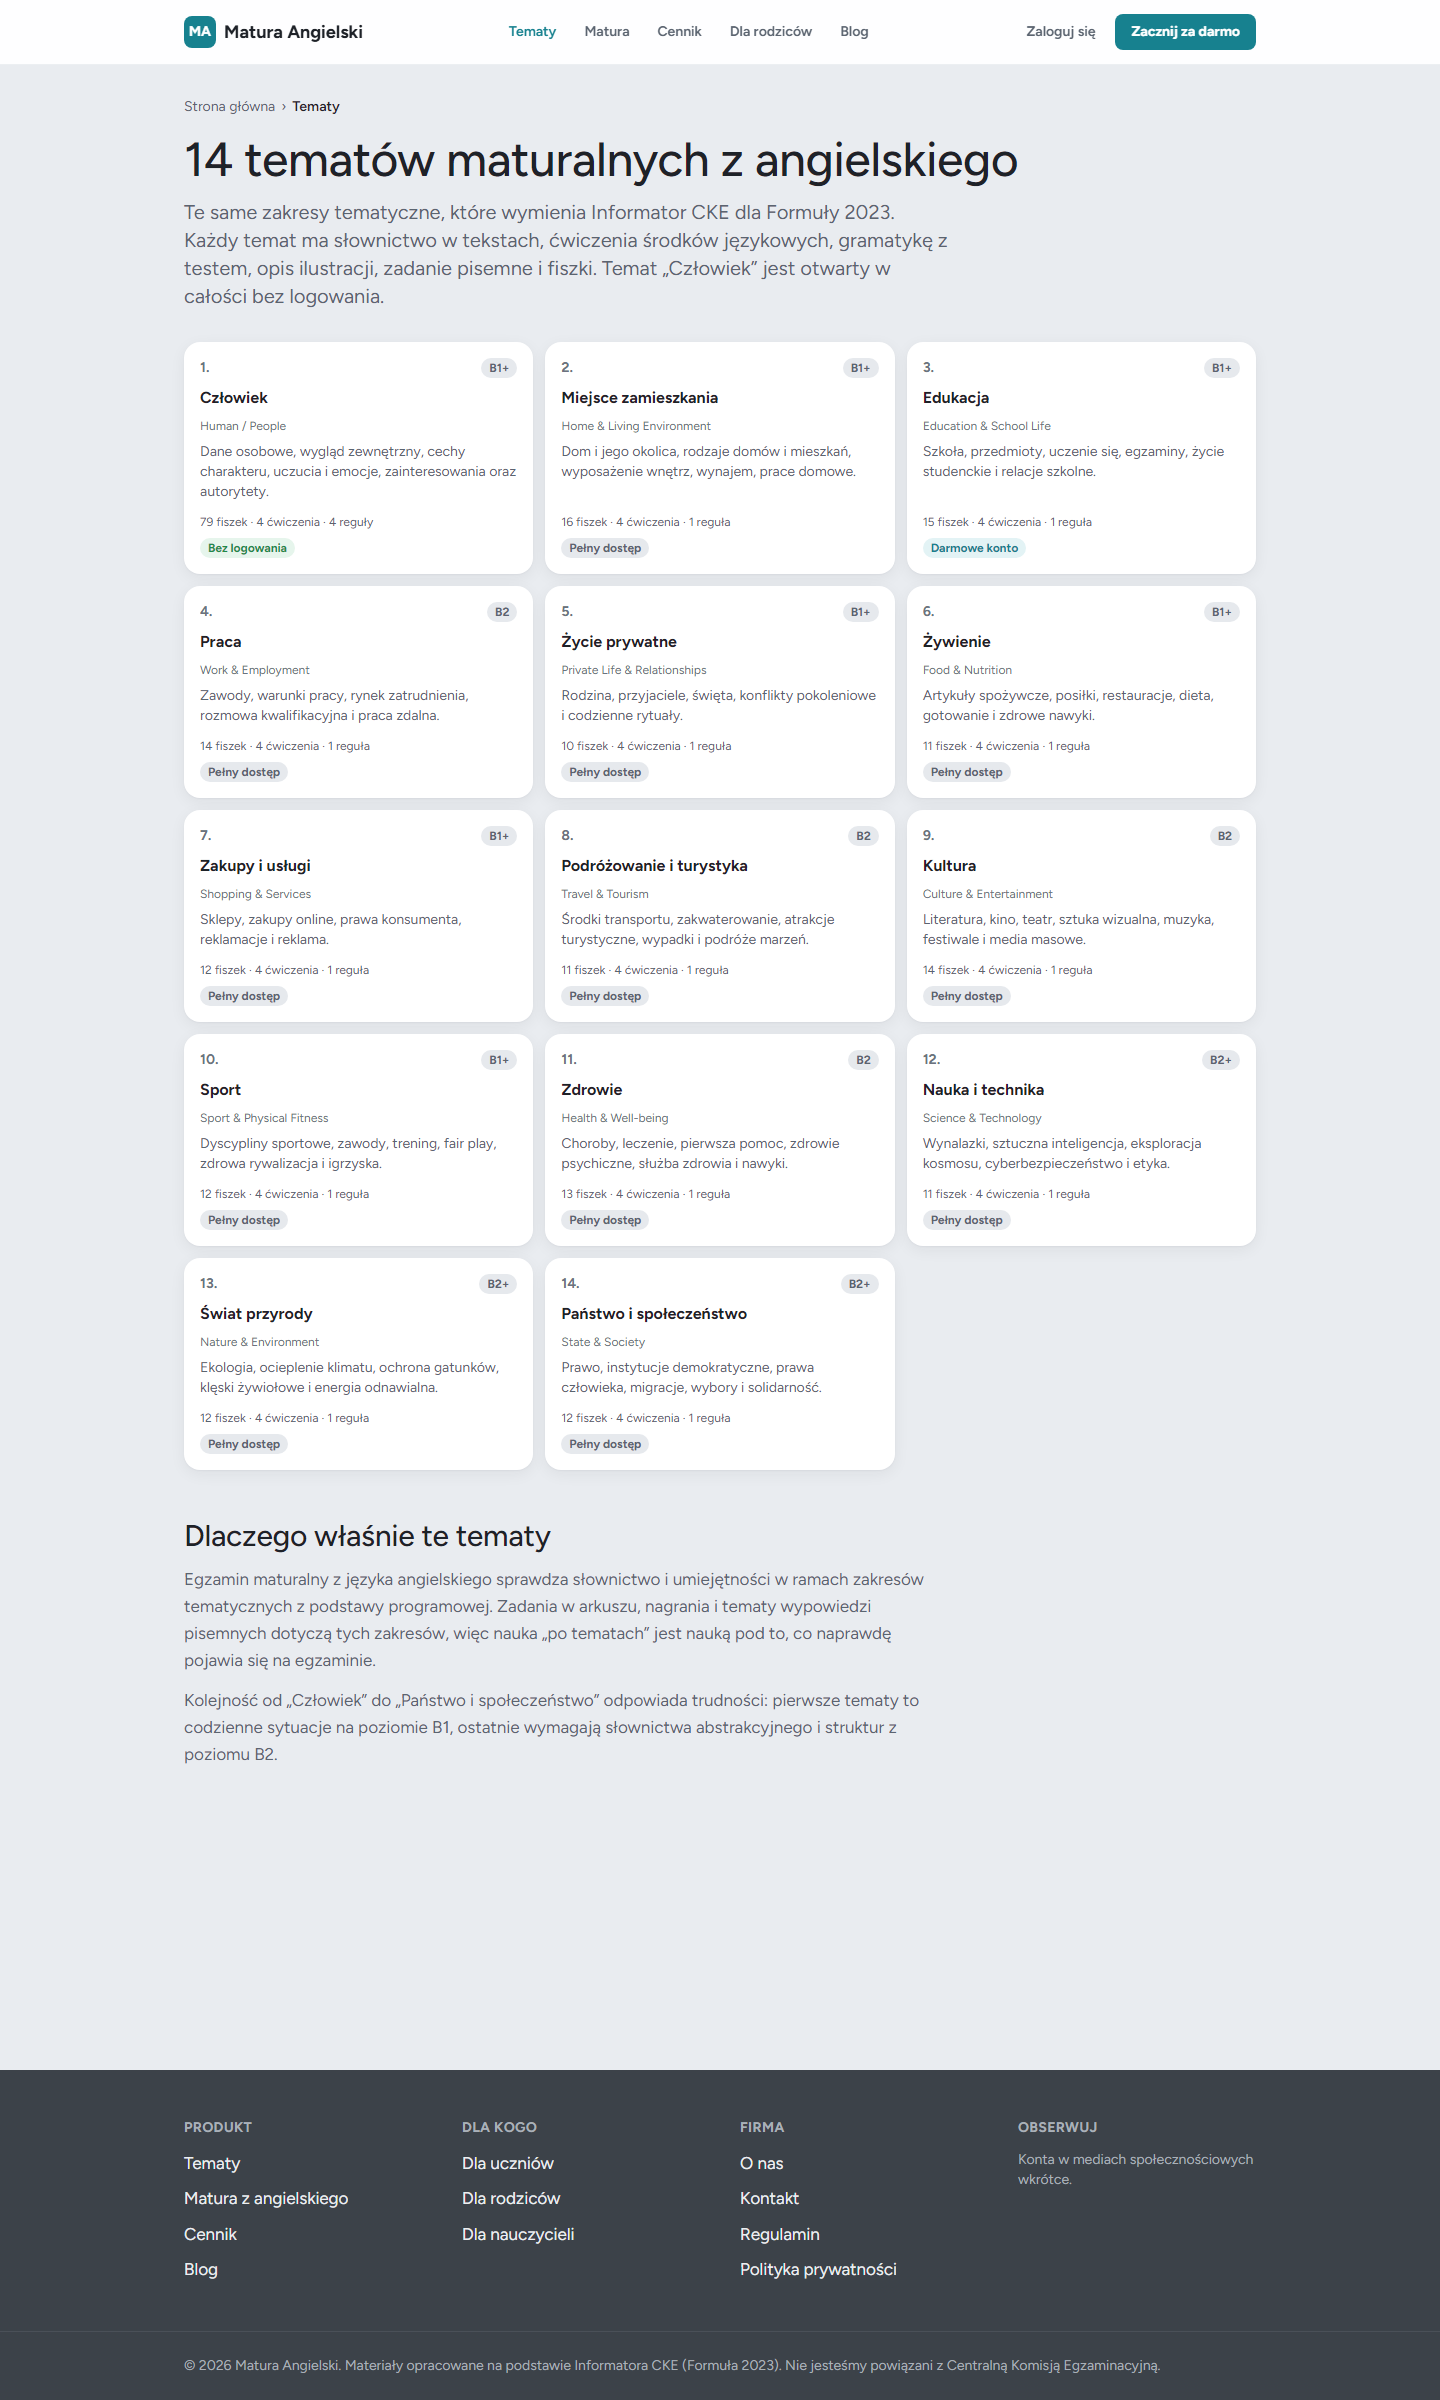 MA Matura Angielski Tematy Matura Cennik Dla rodziców Blog Zaloguj się Zacznij za darmo
Strona główna › Tematy
14 tematów maturalnych z angielskiego
Te same zakresy tematyczne, które wymienia Informator CKE dla Formuły 2023.
Każdy temat ma słownictwo w tekstach, ćwiczenia środków językowych, gramatykę z
testem, opis ilustracji, zadanie pisemne i fiszki. Temat „Człowiek” jest otwarty w
całości bez logowania.
1. B1+
Człowiek
Human / People
Dane osobowe, wygląd zewnętrzny, cechy
charakteru, uczucia i emocje, zainteresowania oraz
autorytety.
79 fiszek · 4 ćwiczenia · 4 reguły
Bez logowania
2. B1+
Miejsce zamieszkania
Home & Living Environment
Dom i jego okolica, rodzaje domów i mieszkań,
wyposażenie wnętrz, wynajem, prace domowe.
16 fiszek · 4 ćwiczenia · 1 reguła
Pełny dostęp
3. B1+
Edukacja
Education & School Life
Szkoła, przedmioty, uczenie się, egzaminy, życie
studenckie i relacje szkolne.
15 fiszek · 4 ćwiczenia · 1 reguła
Darmowe konto
4. B2
Praca
Work & Employment
Zawody, warunki pracy, rynek zatrudnienia,
rozmowa kwalifikacyjna i praca zdalna.
14 fiszek · 4 ćwiczenia · 1 reguła
Pełny dostęp
5. B1+
Życie prywatne
Private Life & Relationships
Rodzina, przyjaciele, święta, konflikty pokoleniowe
i codzienne rytuały.
10 fiszek · 4 ćwiczenia · 1 reguła
Pełny dostęp
6. B1+
Żywienie
Food & Nutrition
Artykuły spożywcze, posiłki, restauracje, dieta,
gotowanie i zdrowe nawyki.
11 fiszek · 4 ćwiczenia · 1 reguła
Pełny dostęp
7. B1+
Zakupy i usługi
Shopping & Services
Sklepy, zakupy online, prawa konsumenta,
reklamacje i reklama.
12 fiszek · 4 ćwiczenia · 1 reguła
Pełny dostęp
8. B2
Podróżowanie i turystyka
Travel & Tourism
Środki transportu, zakwaterowanie, atrakcje
turystyczne, wypadki i podróże marzeń.
11 fiszek · 4 ćwiczenia · 1 reguła
Pełny dostęp
9. B2
Kultura
Culture & Entertainment
Literatura, kino, teatr, sztuka wizualna, muzyka,
festiwale i media masowe.
14 fiszek · 4 ćwiczenia · 1 reguła
Pełny dostęp
10. B1+
Sport
Sport & Physical Fitness
Dyscypliny sportowe, zawody, trening, fair play,
zdrowa rywalizacja i igrzyska.
12 fiszek · 4 ćwiczenia · 1 reguła
Pełny dostęp
11. B2
Zdrowie
Health & Well-being
Choroby, leczenie, pierwsza pomoc, zdrowie
psychiczne, służba zdrowia i nawyki.
13 fiszek · 4 ćwiczenia · 1 reguła
Pełny dostęp
12. B2+
Nauka i technika
Science & Technology
Wynalazki, sztuczna inteligencja, eksploracja
kosmosu, cyberbezpieczeństwo i etyka.
11 fiszek · 4 ćwiczenia · 1 reguła
Pełny dostęp
13. B2+
Świat przyrody
Nature & Environment
Ekologia, ocieplenie klimatu, ochrona gatunków,
klęski żywiołowe i energia odnawialna.
12 fiszek · 4 ćwiczenia · 1 reguła
Pełny dostęp
14. B2+
Państwo i społeczeństwo
State & Society
Prawo, instytucje demokratyczne, prawa
człowieka, migracje, wybory i solidarność.
12 fiszek · 4 ćwiczenia · 1 reguła
Pełny dostęp
Dlaczego właśnie te tematy
Egzamin maturalny z języka angielskiego sprawdza słownictwo i umiejętności w ramach zakresów
tematycznych z podstawy programowej. Zadania w arkuszu, nagrania i tematy wypowiedzi
pisemnych dotyczą tych zakresów, więc nauka „po tematach” jest nauką pod to, co naprawdę
pojawia się na egzaminie.
Kolejność od „Człowiek” do „Państwo i społeczeństwo” odpowiada trudności: pierwsze tematy to
codzienne sytuacje na poziomie B1, ostatnie wymagają słownictwa abstrakcyjnego i struktur z
poziomu B2.
PRODUKT
Tematy
Matura z angielskiego
Cennik
Blog
DLA KOGO
Dla uczniów
Dla rodziców
Dla nauczycieli
FIRMA
O nas
Kontakt
Regulamin
Polityka prywatności
OBSERWUJ
Konta w mediach społecznościowych
wkrótce.
© 2026 Matura Angielski. Materiały opracowane na podstawie Informatora CKE (Formuła 2023). Nie jesteśmy powiązani z Centralną Komisją Egzaminacyjną.